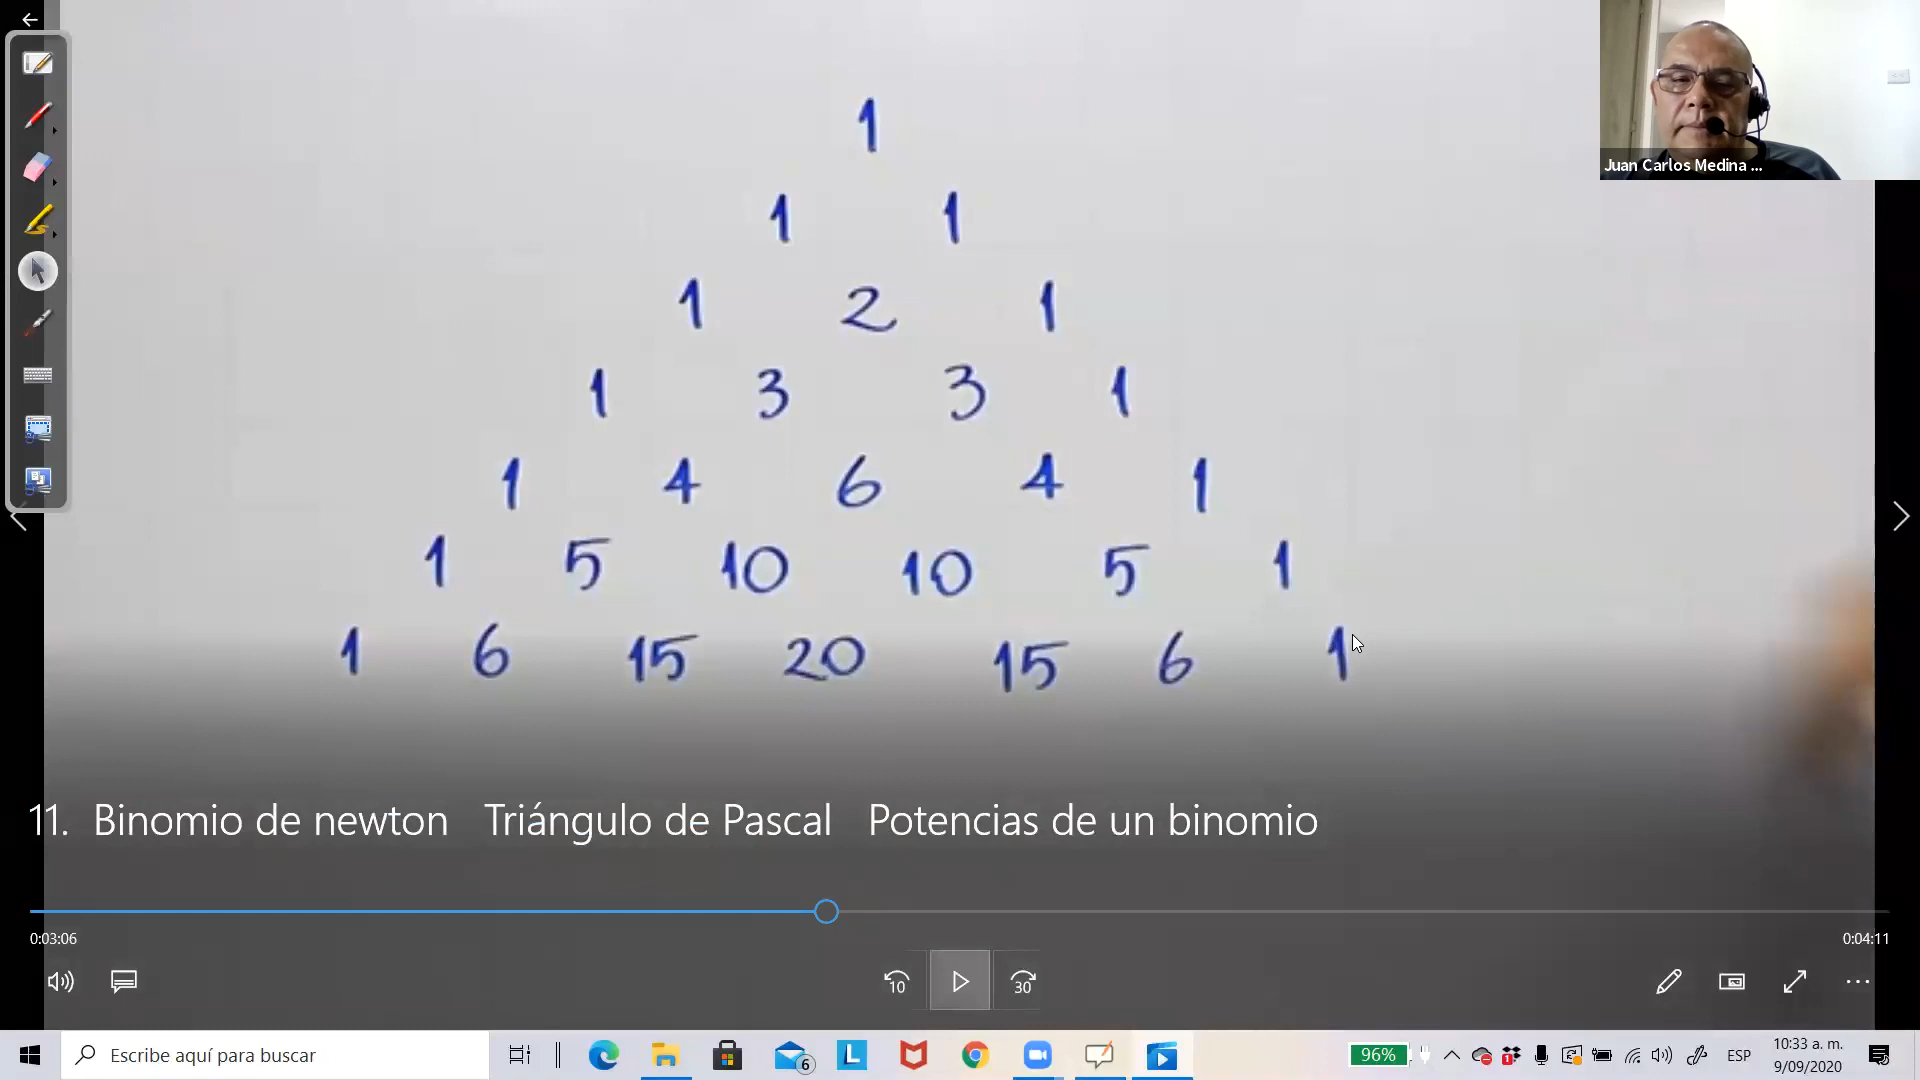 Juan Carlos Medina ...
1
1 1
1 2 1
1 3 3 1
1 4 6 4 1
1 5 10 10 5 1
1 6 15 20 15 6 1
11. Binomio de newton Triángulo de Pascal Potencias de un binomio
0:03:06 0:04:11
10 30
Escribe aquí para buscar
6
L
96%
1
ESP
10:33 a. m.
9/09/2020